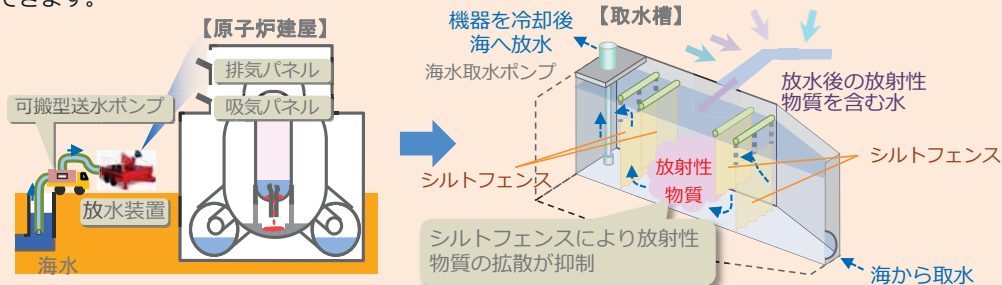 できます。
【原子炉建屋】
排気パネル
吸気パネル
可搬型送水ポンプ
放水装置
海水
【取水槽】
機器を冷却後
海へ放水
海水取水ポンプ
放水後の放射性
物質を含む水
シルトフェンス
シルトフェンス
放射性
物質
シルトフェンスにより放射性
物質の拡散が抑制
海から取水